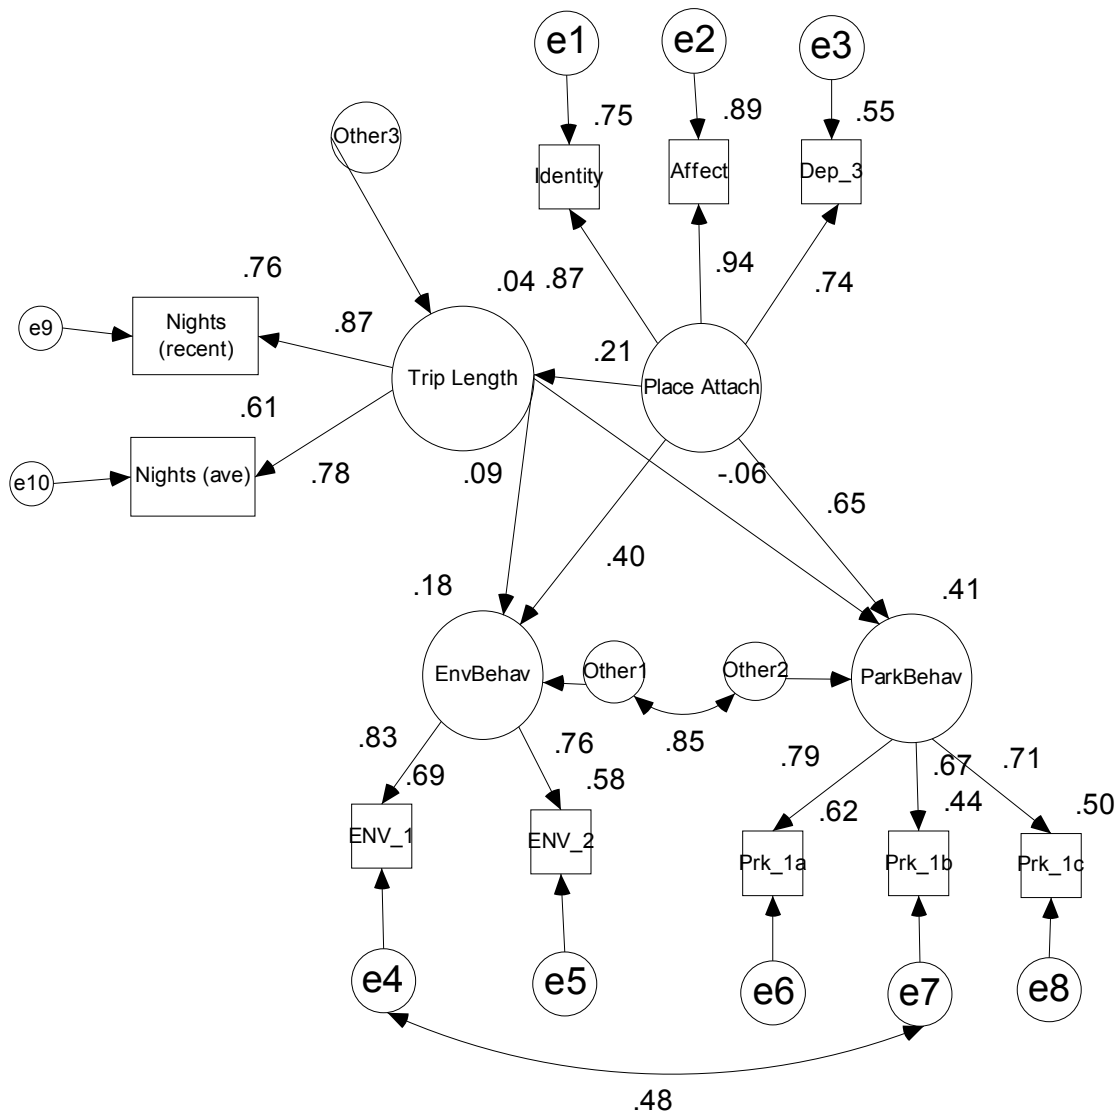 e1
e2
e3
.75
.89
.55
Other3
Identity
Affect
Dep_3
.76
.04
.87
.94
.74
e9
Nights
(recent)
.87
.21
Trip Length
Place Attach
.61
e10
Nights (ave)
.78
.09
-.06
.65
.40
.18
.41
EnvBehav
Other1
Other2
ParkBehav
.83
.76
.85
.79
.67
.71
.69
.58
.62
.44
.50
ENV_1
ENV_2
Prk_1a
Prk_1b
Prk_1c
e4
e5
e6
e7
e8
.48